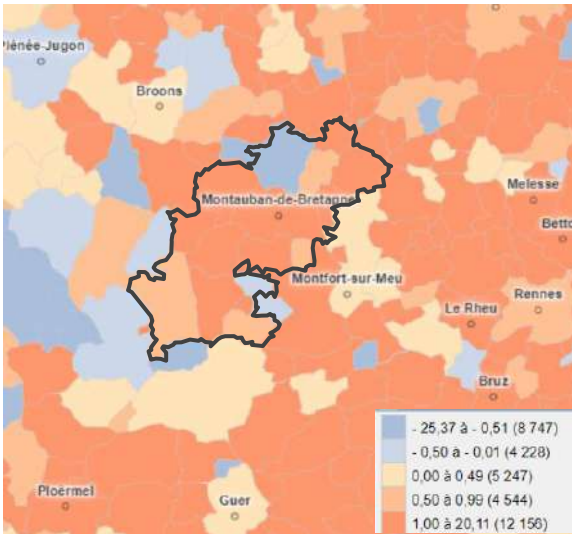 Plénée-Jugon
Broons
Melesse
Montauban-de-Bretagne
Betto
Montfort-sur-Meu
Rennes
Le Rheu
Bruz
- 25,37 à - 0,51 (8 747)
- 0,50 à - 0,01 (4 228)
0,00 à 0,49 (5 247)
0,50 à 0,99 (4 544)
1,00 à 20,11 (12 156)
Ploërmel
Guer